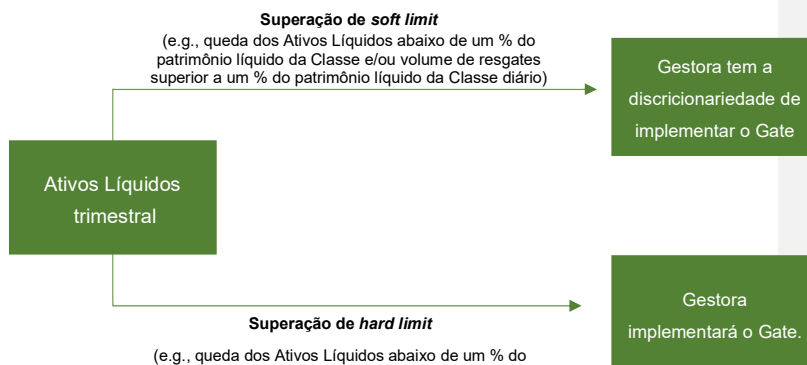 Superação de soft limit
(e.g., queda dos Ativos Líquidos abaixo de um % do
patrimônio líquido da Classe e/ou volume de resgates
superior a um % do patrimônio líquido da Classe diário)
Gestora tem a
discricionariedade de
implementar o Gate
Ativos Líquidos
trimestral
Superação de hard limit
(e.g., queda dos Ativos Líquidos abaixo de um % do
Gestora
implementará o Gate.